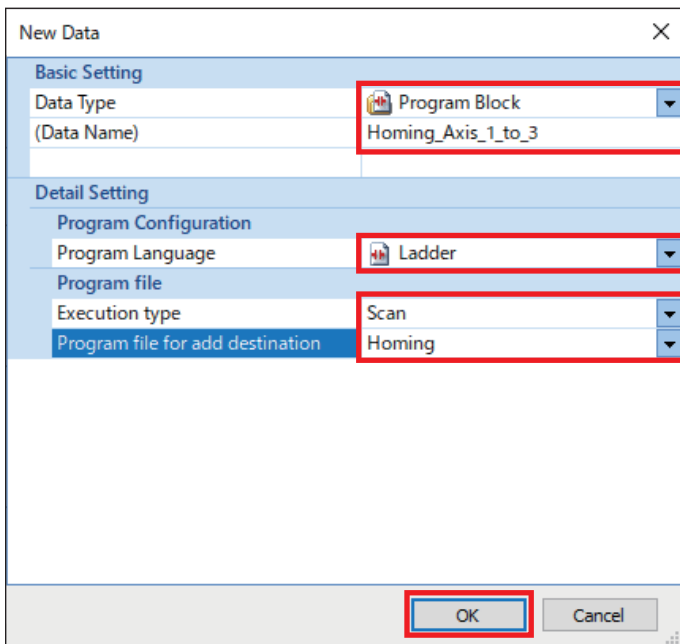 New Data
Basic Setting
Data Type Program Block
(Data Name) Homing_Axis_1_to_3
Detail Setting
Program Configuration
Program Language Ladder
Program file
Execution type Scan
Program file for add destination Homing
OK Cancel